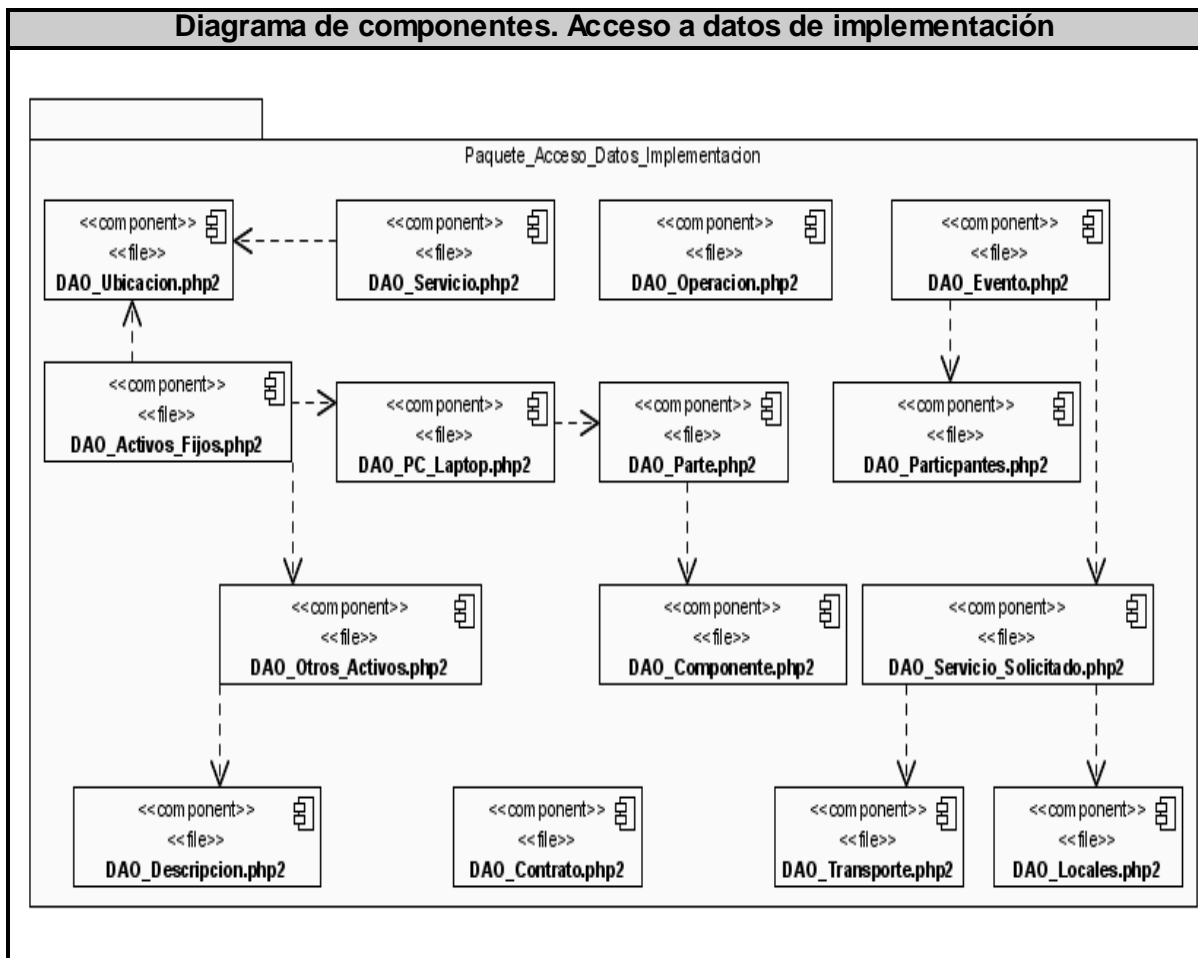 Diagrama de componentes. Acceso a datos de implementación
Paquete_Acceso_Datos_Implementacion
<<component>>
<<file>>
DAO_Ubicacion.php2
<<component>>
<<file>>
DAO_Servicio.php2
<<component>>
<<file>>
DAO_Operacion.php2
<<component>>
<<file>>
DAO_Evento.php2
<<component>>
<<file>>
DAO_Activos_Fijos.php2
<<component>>
<<file>>
DAO_PC_Laptop.php2
<<component>>
<<file>>
DAO_Parte.php2
<<component>>
<<file>>
DAO_Particpantes.php2
<<component>>
<<file>>
DAO_Otros_Activos.php2
<<component>>
<<file>>
DAO_Componente.php2
<<component>>
<<file>>
DAO_Servicio_Solicitado.php2
<<component>>
<<file>>
DAO_Descripcion.php2
<<component>>
<<file>>
DAO_Contrato.php2
<<component>>
<<file>>
DAO_Transporte.php2
<<component>>
<<file>>
DAO_Locales.php2